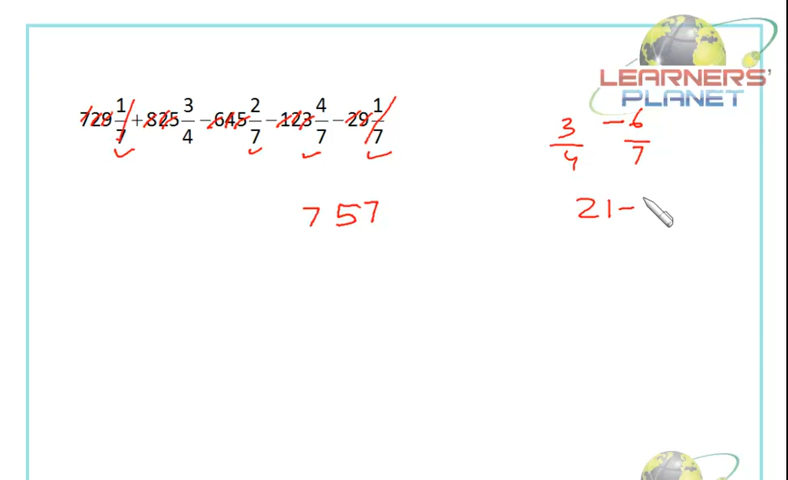 LEARNERS'
PLANET
729 1/7 + 825 3/4 − 645 2/7 − 123 4/7 − 29 1/7
3/4 − 6/7
757
21 −